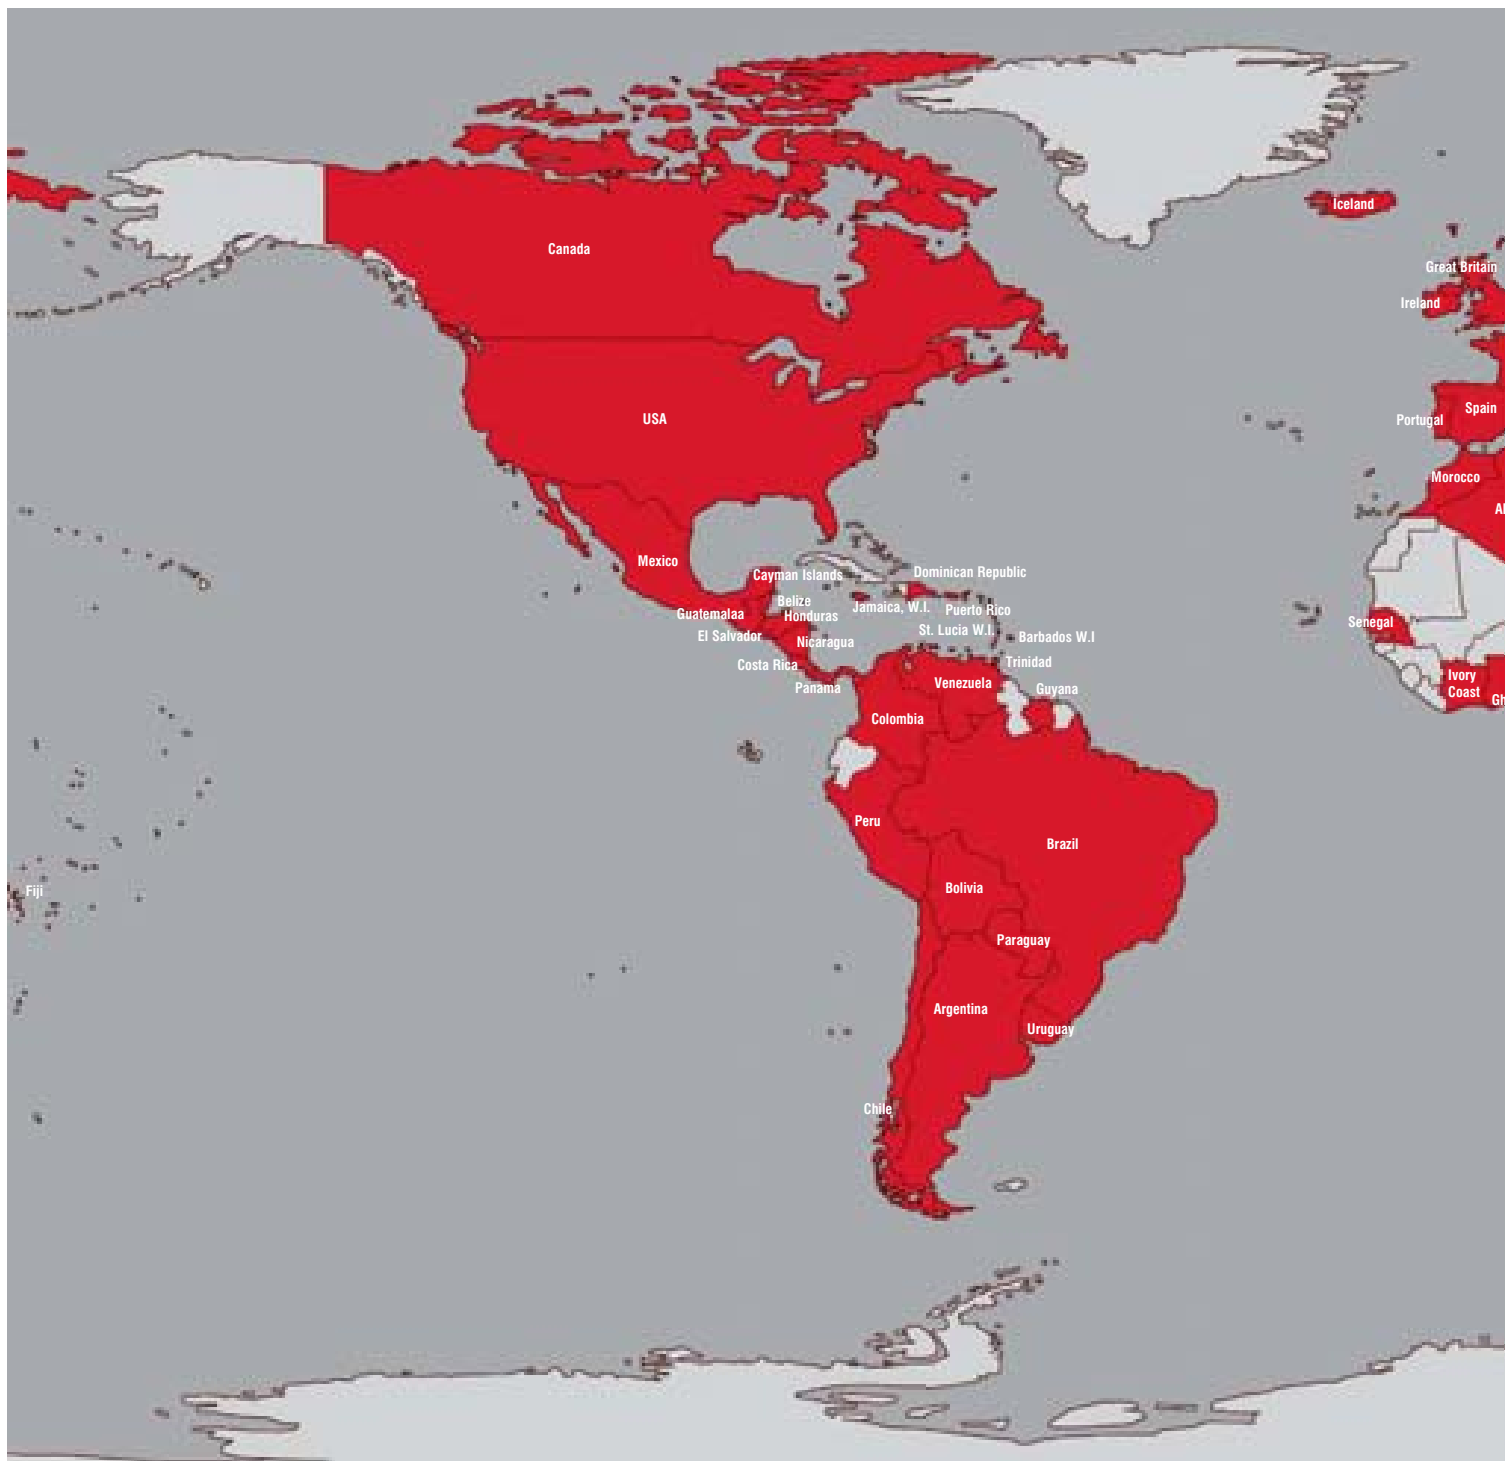 Iceland
Canada
Great Britain
Ireland
USA
Spain
Portugal
Morocco
Al
Mexico
Cayman Islands
Dominican Republic
Belize
Jamaica, W.I.
Puerto Rico
Guatemalaa
Honduras
Senegal
St. Lucia W.I.
El Salvador
Barbados W.I
Nicaragua
Costa Rica
Trinidad
Ivory
Coast
Venezuela
Panama
Guyana
Gh
Colombia
Peru
Brazil
Fiji
Bolivia
Paraguay
Argentina
Uruguay
Chile